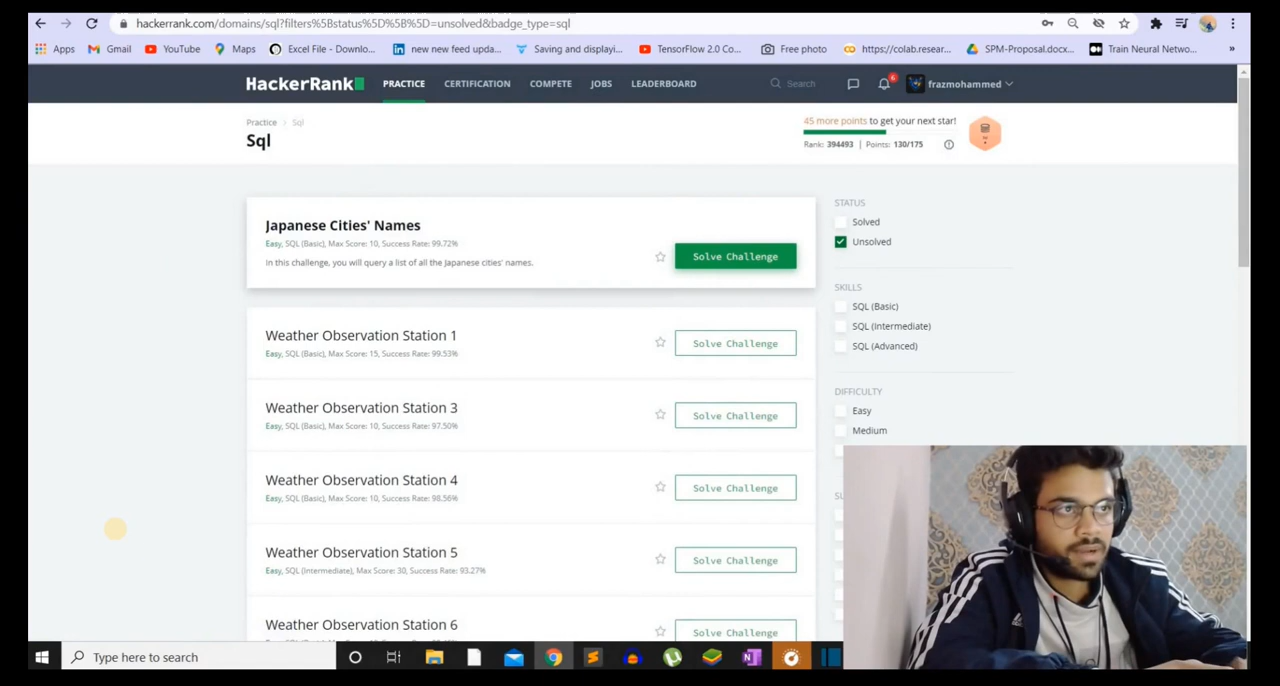 hackerrank.com/domains/sql?filters%5Bstatus%5D%5B%5D=unsolved&badge_type=sql
Apps Gmail YouTube Maps Excel File - Downlo... new new feed upda... Saving and displayi... TensorFlow 2.0 Co... Free photo https://colab.resear... SPM-Proposal.docx... Train Neural Netwo... »
HackerRank PRACTICE CERTIFICATION COMPETE JOBS LEADERBOARD Search 6 frazmohammed
Practice > Sql
Sql
45 more points to get your next star!
Rank: 394493 | Points: 130/175
Japanese Cities' Names
Easy, SQL (Basic), Max Score: 10, Success Rate: 99.72%
In this challenge, you will query a list of all the Japanese cities' names.
Solve Challenge
Weather Observation Station 1
Easy, SQL (Basic), Max Score: 15, Success Rate: 99.53%
Solve Challenge
Weather Observation Station 3
Easy, SQL (Basic), Max Score: 10, Success Rate: 97.50%
Solve Challenge
Weather Observation Station 4
Easy, SQL (Basic), Max Score: 10, Success Rate: 98.56%
Solve Challenge
Weather Observation Station 5
Easy, SQL (Intermediate), Max Score: 30, Success Rate: 93.27%
Solve Challenge
Weather Observation Station 6
Solve Challenge
STATUS
Solved
Unsolved
SKILLS
SQL (Basic)
SQL (Intermediate)
SQL (Advanced)
DIFFICULTY
Easy
Medium
Type here to search